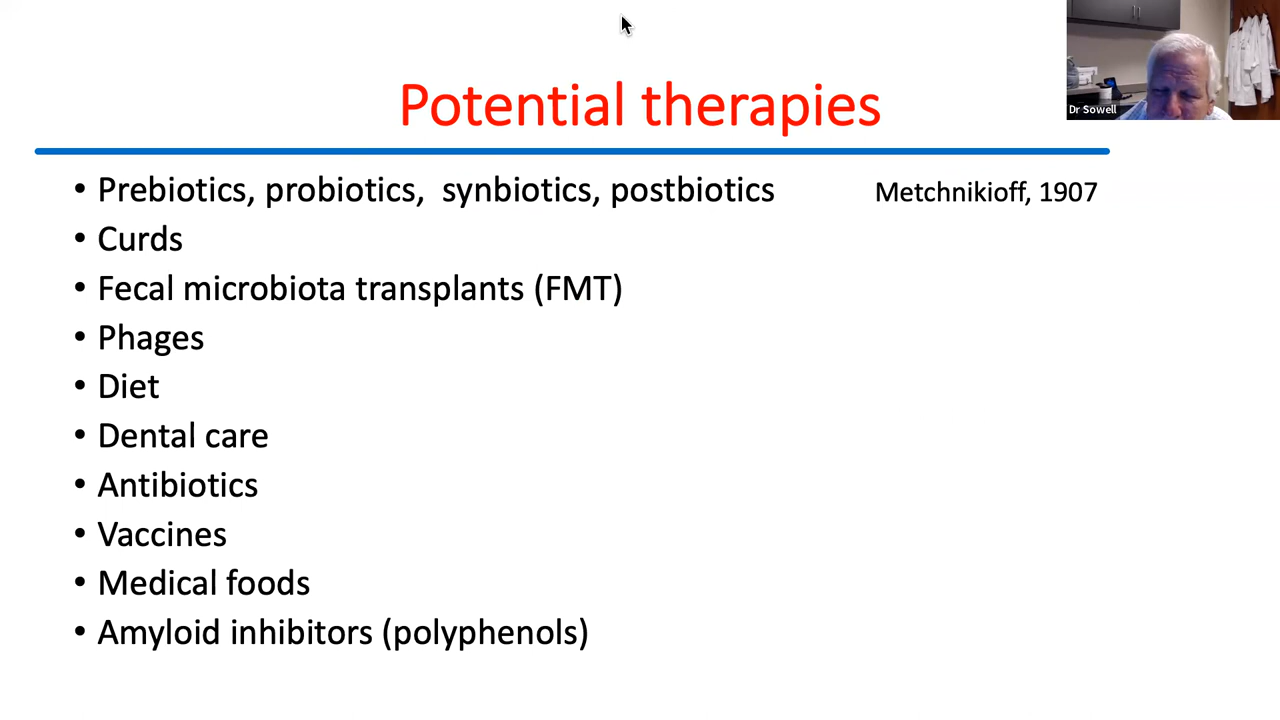 Potential therapies
Dr Sowell
• Prebiotics, probiotics,  synbiotics, postbiotics
Metchnikioff, 1907
• Curds
• Fecal microbiota transplants (FMT)
• Phages
• Diet
• Dental care
• Antibiotics
• Vaccines
• Medical foods
• Amyloid inhibitors (polyphenols)